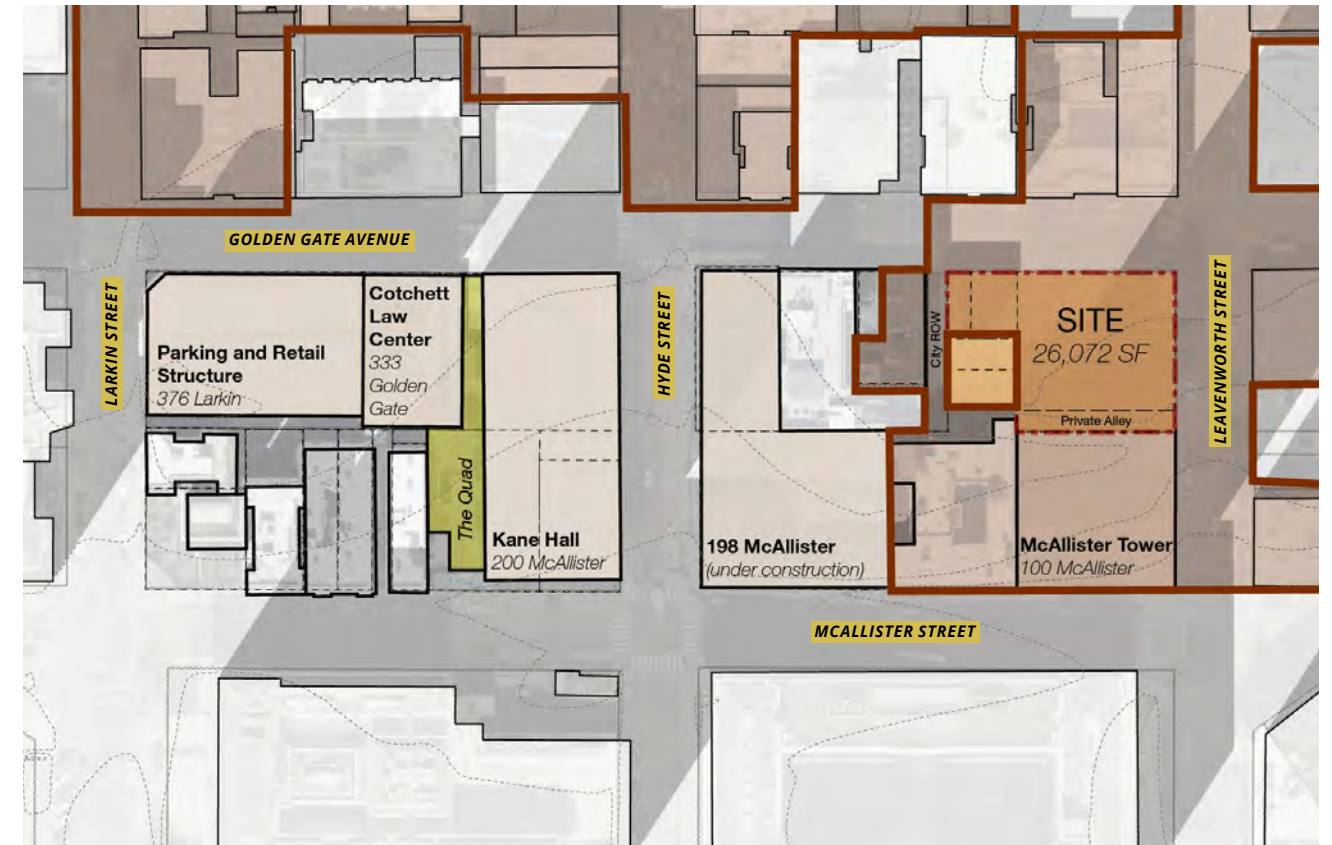 GOLDEN GATE AVENUE
LARKIN STREET
Parking and Retail
Structure
376 Larkin
Cotchett
Law
Center
333
Golden
Gate
The Quad
Kane Hall
200 McAllister
HYDE STREET
198 McAllister
(under construction)
City ROW
SITE
26,072 SF
Private Alley
McAllister Tower
100 McAllister
LEAVENWORTH STREET
MCALLISTER STREET